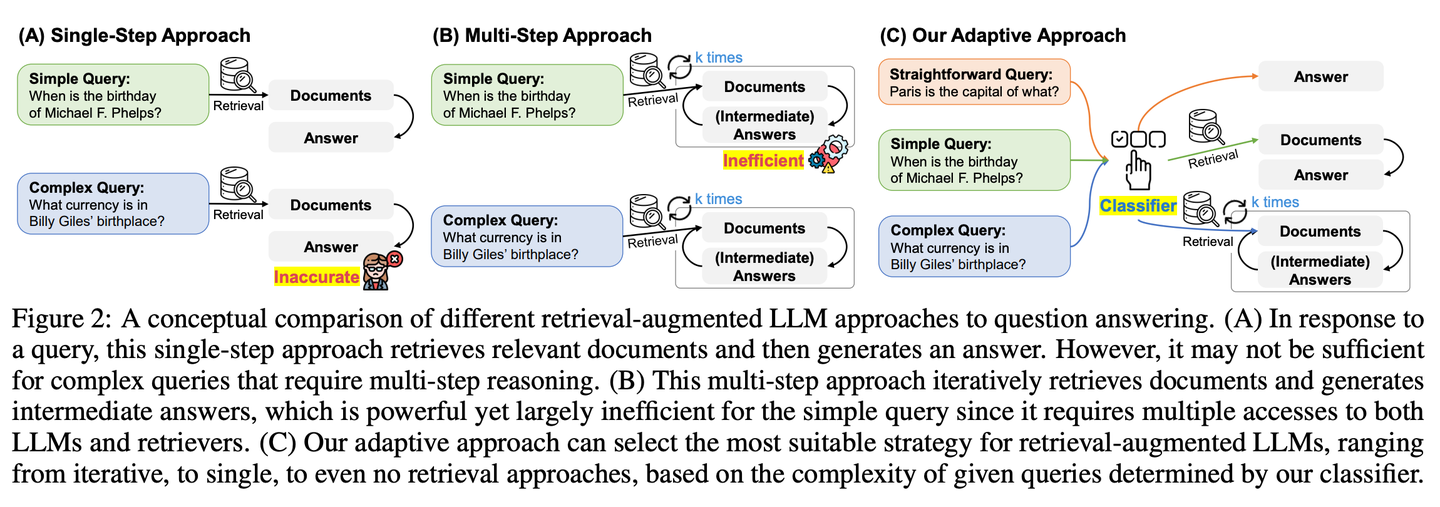 (A) Single-Step Approach
Simple Query:
When is the birthday
of Michael F. Phelps?
Retrieval
Documents
Answer
Complex Query:
What currency is in
Billy Giles' birthplace?
Retrieval
Documents
Answer
Inaccurate
(B) Multi-Step Approach
Simple Query:
When is the birthday
of Michael F. Phelps?
Retrieval
k times
Documents
(Intermediate)
Answers
Inefficient
Complex Query:
What currency is in
Billy Giles' birthplace?
Retrieval
k times
Documents
(Intermediate)
Answers
(C) Our Adaptive Approach
Straightforward Query:
Paris is the capital of what?
Simple Query:
When is the birthday
of Michael F. Phelps?
Complex Query:
What currency is in
Billy Giles' birthplace?
Classifier
Answer
Retrieval
Documents
Answer
Retrieval
k times
Documents
(Intermediate)
Answers
Figure 2: A conceptual comparison of different retrieval-augmented LLM approaches to question answering. (A) In response to
a query, this single-step approach retrieves relevant documents and then generates an answer. However, it may not be sufficient
for complex queries that require multi-step reasoning. (B) This multi-step approach iteratively retrieves documents and generates
intermediate answers, which is powerful yet largely inefficient for the simple query since it requires multiple accesses to both
LLMs and retrievers. (C) Our adaptive approach can select the most suitable strategy for retrieval-augmented LLMs, ranging
from iterative, to single, to even no retrieval approaches, based on the complexity of given queries determined by our classifier.